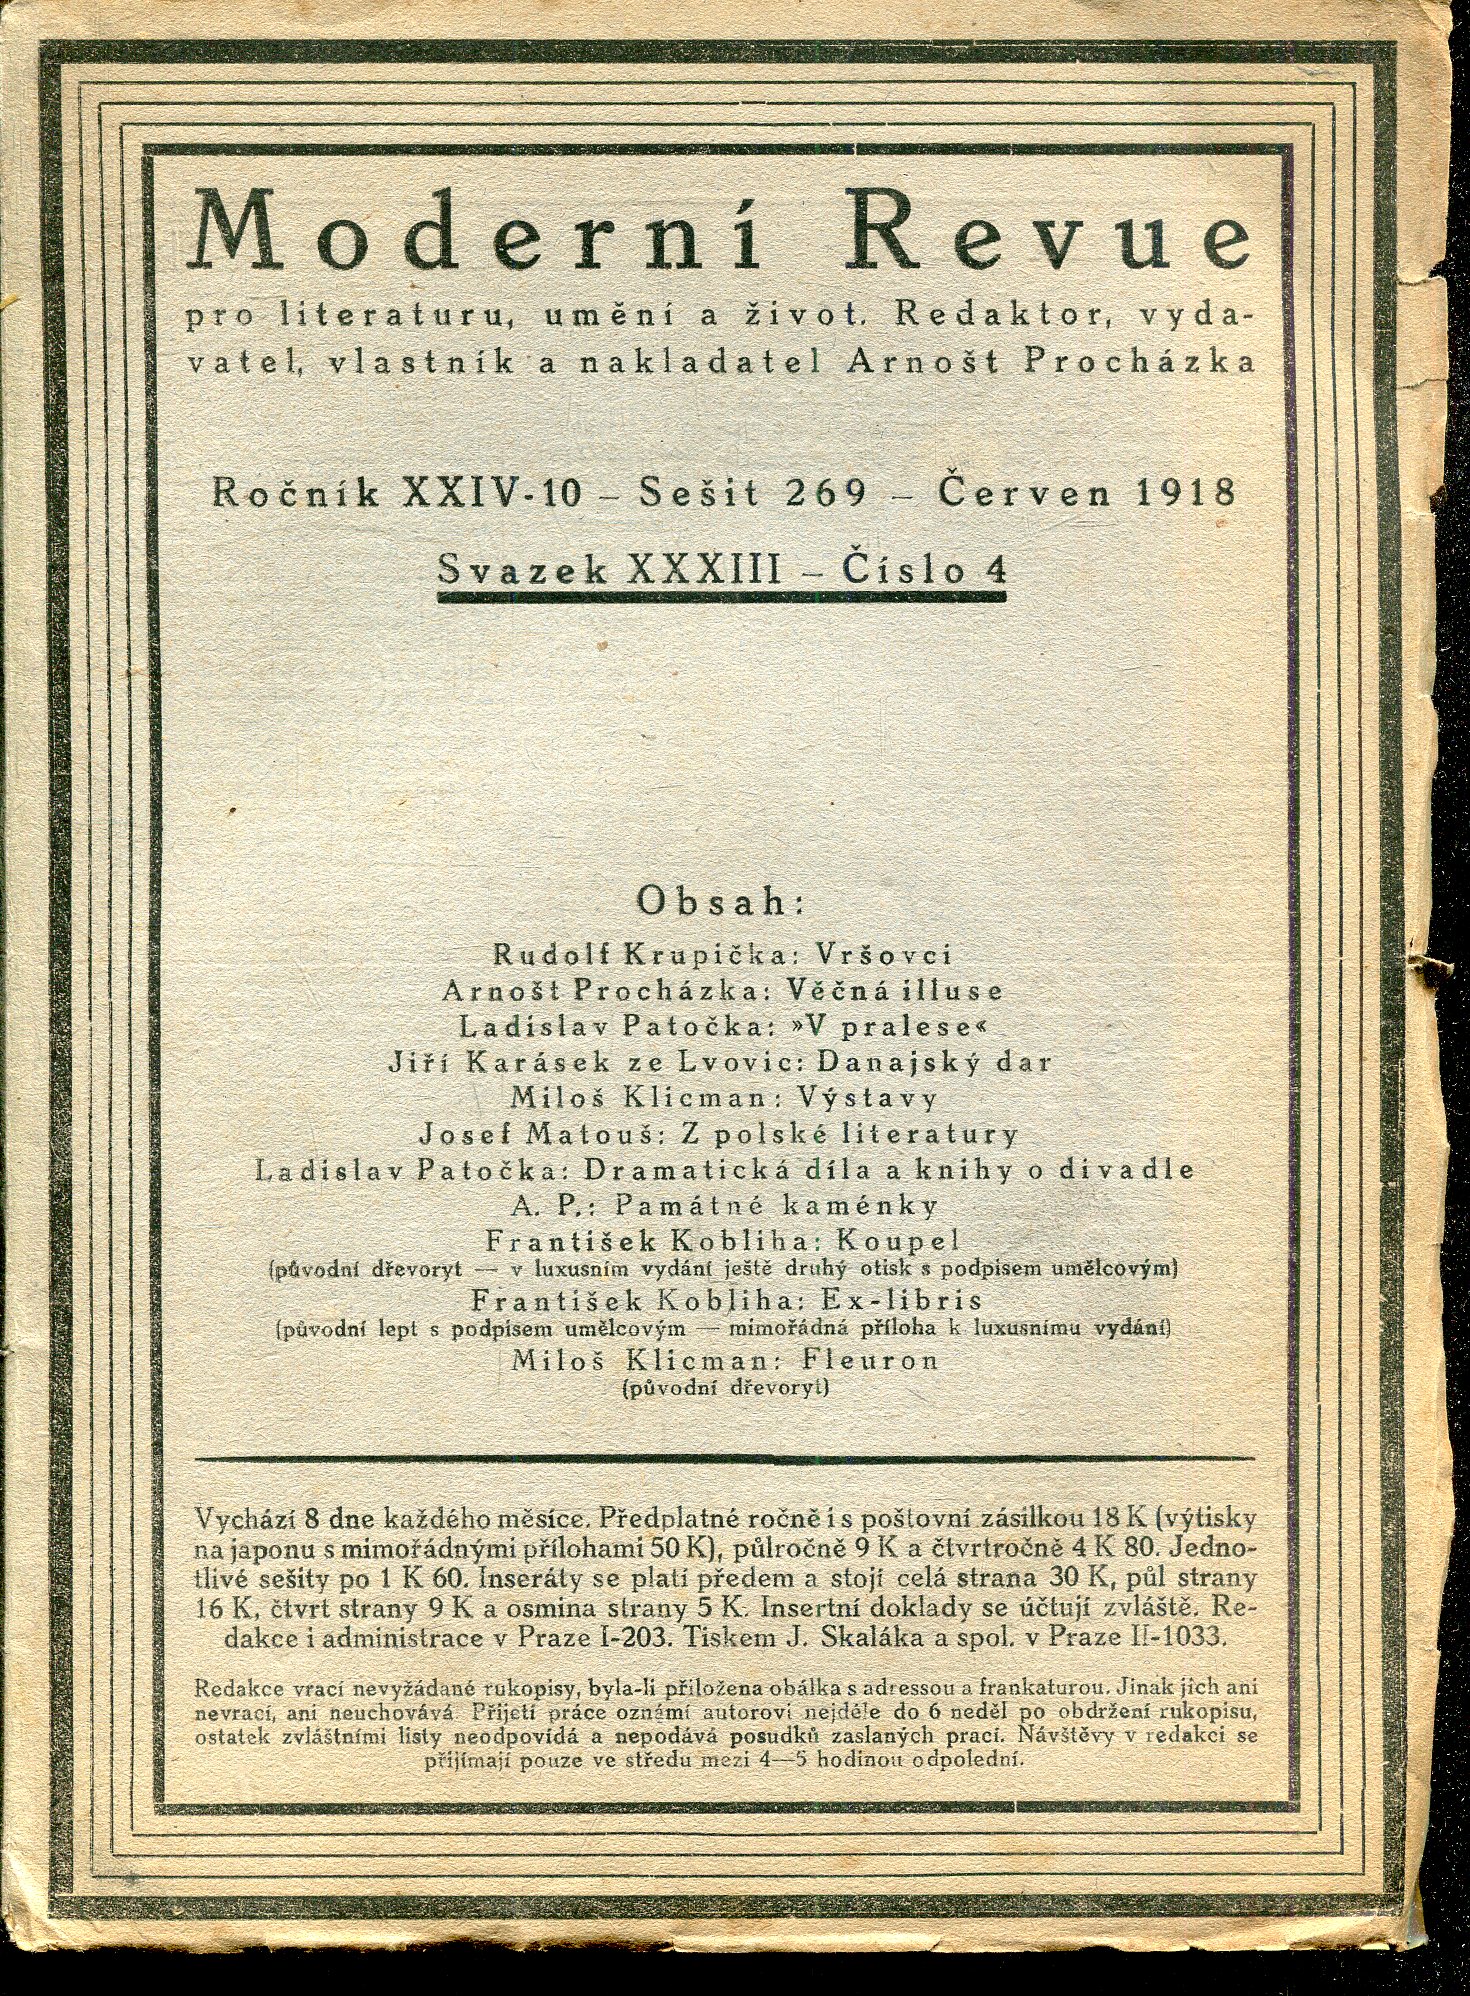 Moderní Revue
pro literaturu, umění a život. Redaktor, vyda-
vatel, vlastník a nakladatel Arnošt Procházka
Ročník XXIV-10 – Sešit 269 – Červen 1918
Svazek XXXIII – Číslo 4
Obsah:
Rudolf Krupička: Vršovci
Arnošt Procházka: Věčná illuse
Ladislav Patočka: »V pralese«
Jiří Karásek ze Lvovic: Danajský dar
Miloš Klicman: Výstavy
Josef Matouš: Z polské literatury
Ladislav Patočka: Dramatická díla a knihy o divadle
A. P.: Památné kaménky
František Kobliha: Koupel
(původní dřevoryt — v luxusním vydání ještě druhý otisk s podpisem umělcovým)
František Kobliha: Ex-libris
(původní lept s podpisem umělcovým — mimořádná příloha k luxusnímu vydání)
Miloš Klicman: Fleuron
(původní dřevoryt)
Vychází 8 dne každého měsíce. Předplatné ročně i s poštovní zásilkou 18 K (výtisky
na japonu s mimořádnými přílohami 50 K), půlročně 9 K a čtvrtročně 4 K 80. Jedno-
tlivé sešity po 1 K 60. Inseráty se platí předem a stojí celá strana 30 K, půl strany
16 K, čtvrt strany 9 K a osmina strany 5 K. Insertní doklady se účtují zvláště. Re-
dakce i administrace v Praze I-203. Tiskem J. Skaláka a spol. v Praze II-1033.
Redakce vrací nevyžádané rukopisy, byla-li přiložena obálka s adressou a frankaturou. Jinak jich ani
nevrací, ani neuchovává. Přijetí práce oznámí autorovi nejdéle do 6 neděl po obdržení rukopisu,
ostatek zvláštními listy neodpovídá a nepodává posudků zaslaných prací. Návštěvy v redakci se
přijímají pouze ve středu mezi 4—5 hodinou odpolední.